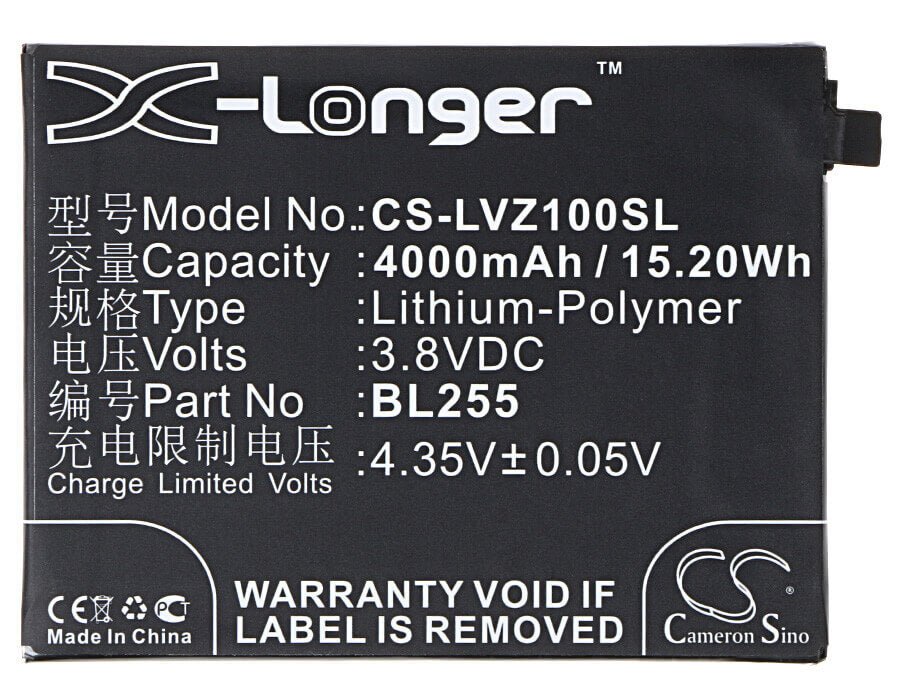 X-Longer™
型号Model No.:CS-LVZ100SL
容量Capacity :4000mAh / 15.20Wh
规格Type :Lithium-Polymer
电压Volts :3.8VDC
编号Part No :BL255
充电限制电压
Charge Limited Volts :4.35V±0.05V
CE PCT
Made In China
WARRANTY VOID IF
LABEL IS REMOVED
CS®
Cameron Sino